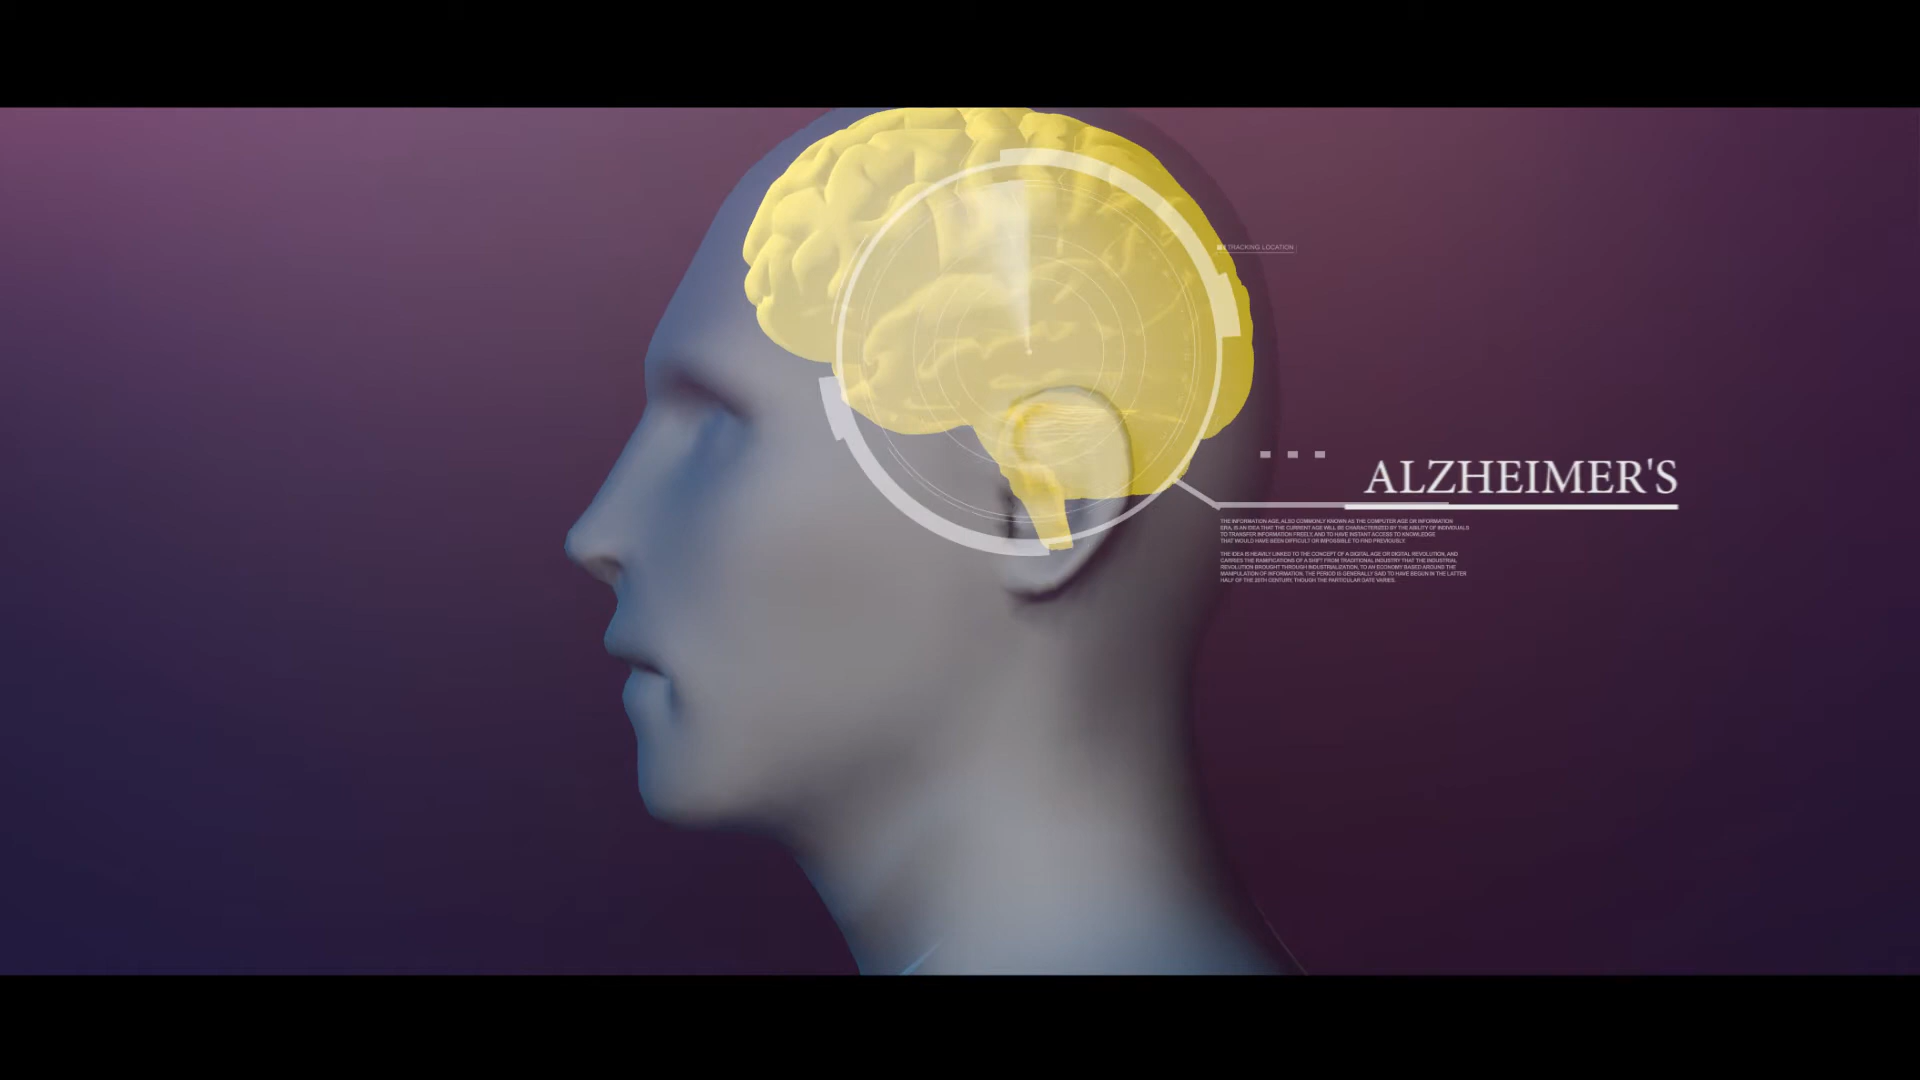 TRACKING LOCATION
ALZHEIMER'S
THE INFORMATION AGE, ALSO COMMONLY KNOWN AS THE COMPUTER AGE OR INFORMATION
ERA, IS AN IDEA THAT THE CURRENT AGE WILL BE CHARACTERIZED BY THE ABILITY OF INDIVIDUALS
TO TRANSFER INFORMATION FREELY, AND TO HAVE INSTANT ACCESS TO KNOWLEDGE
THAT WOULD HAVE BEEN DIFFICULT OR IMPOSSIBLE TO FIND PREVIOUSLY.
THE IDEA IS HEAVILY LINKED TO THE CONCEPT OF A DIGITAL AGE OR DIGITAL REVOLUTION, AND
CARRIES THE RAMIFICATIONS OF A SHIFT FROM TRADITIONAL INDUSTRY THAT THE INDUSTRIAL
REVOLUTION BROUGHT THROUGH INDUSTRIALIZATION, TO AN ECONOMY BASED AROUND THE
MANIPULATION OF INFORMATION. THE PERIOD IS GENERALLY SAID TO HAVE BEGUN IN THE LATTER
HALF OF THE 20TH CENTURY, THOUGH THE PARTICULAR DATE VARIES.